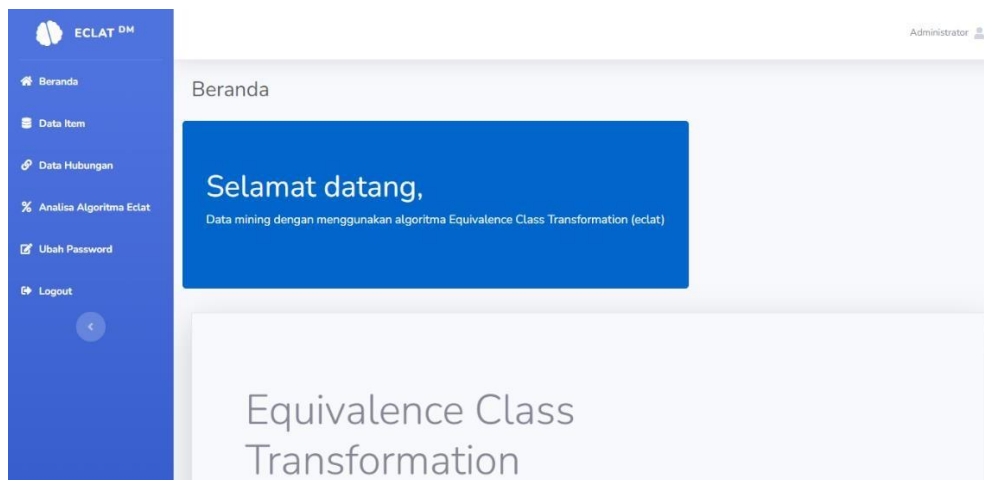 ECLAT DM
Administrator
Beranda
Data Item
Data Hubungan
Analisa Algoritma Eclat
Ubah Password
Logout
Beranda
Selamat datang,
Data mining dengan menggunakan algoritma Equivalence Class Transformation (eclat)
Equivalence Class
Transformation